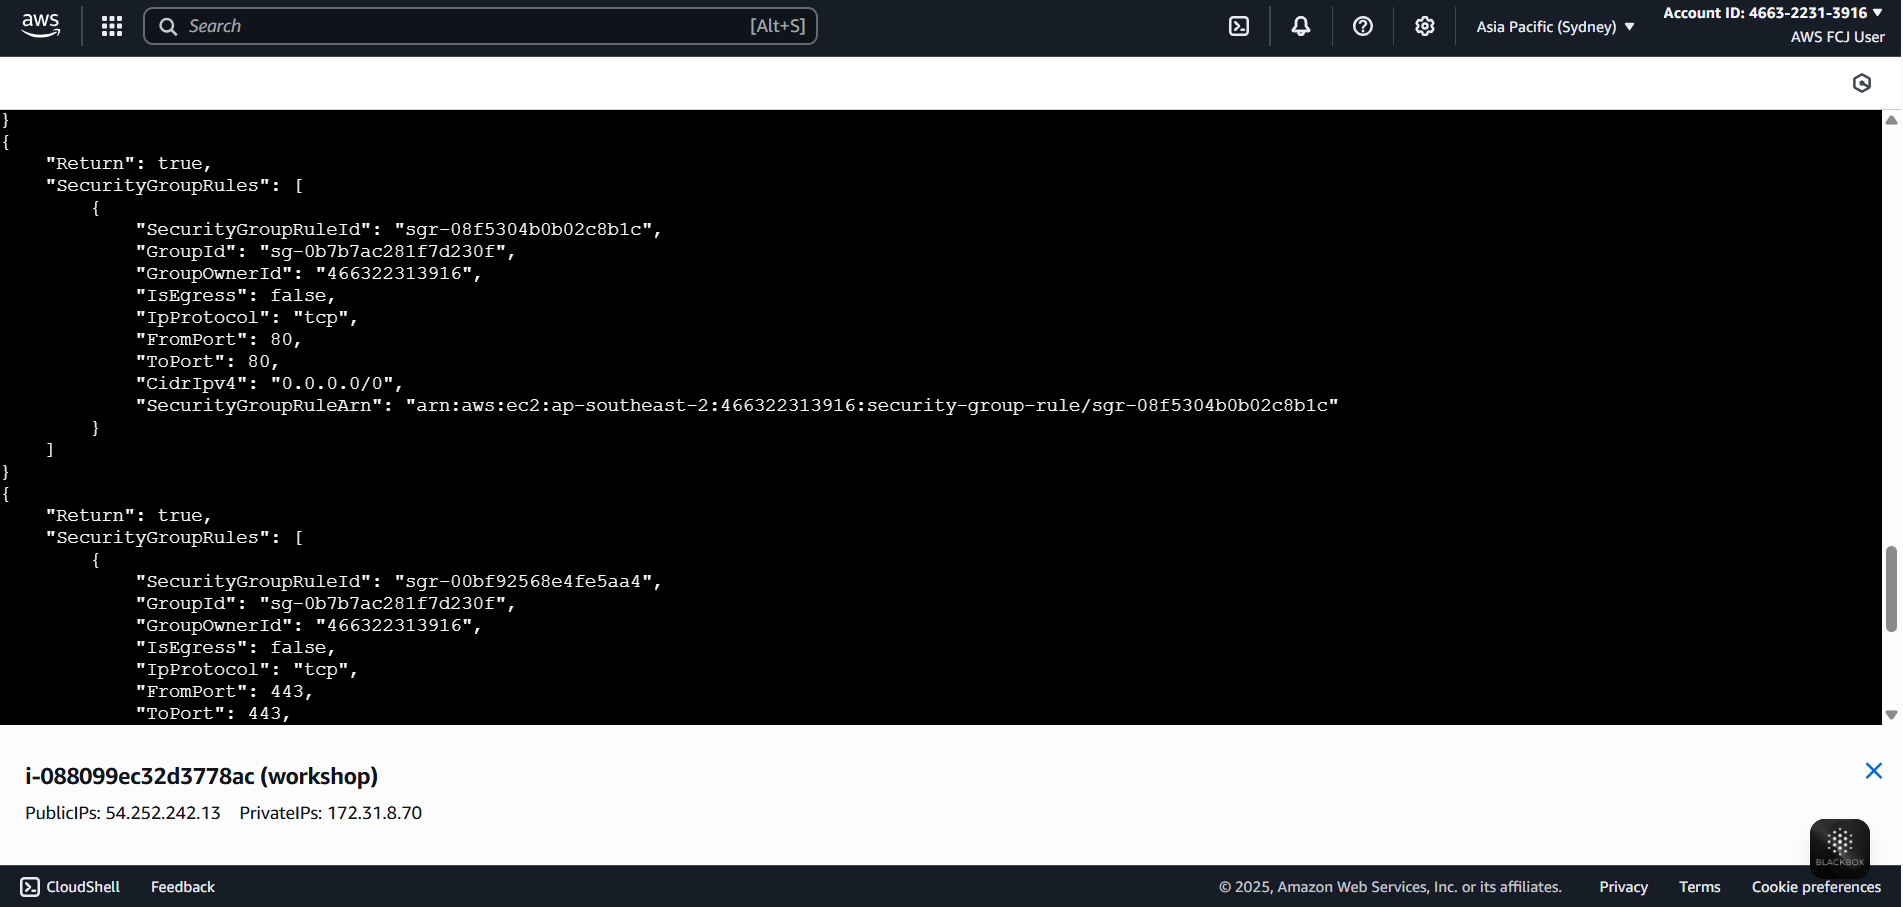 aws
Search
[Alt+S]
Asia Pacific (Sydney)
Account ID: 4663-2231-3916
AWS FCJ User
}
{
    "Return": true,
    "SecurityGroupRules": [
        {
            "SecurityGroupRuleId": "sgr-08f5304b0b02c8b1c",
            "GroupId": "sg-0b7b7ac281f7d230f",
            "GroupOwnerId": "466322313916",
            "IsEgress": false,
            "IpProtocol": "tcp",
            "FromPort": 80,
            "ToPort": 80,
            "CidrIpv4": "0.0.0.0/0",
            "SecurityGroupRuleArn": "arn:aws:ec2:ap-southeast-2:466322313916:security-group-rule/sgr-08f5304b0b02c8b1c"
        }
    ]
}
{
    "Return": true,
    "SecurityGroupRules": [
        {
            "SecurityGroupRuleId": "sgr-00bf92568e4fe5aa4",
            "GroupId": "sg-0b7b7ac281f7d230f",
            "GroupOwnerId": "466322313916",
            "IsEgress": false,
            "IpProtocol": "tcp",
            "FromPort": 443,
            "ToPort": 443,
i-088099ec32d3778ac (workshop)
PublicIPs: 54.252.242.13 PrivateIPs: 172.31.8.70
BLACKBOX
CloudShell
Feedback
© 2025, Amazon Web Services, Inc. or its affiliates.
Privacy
Terms
Cookie preferences